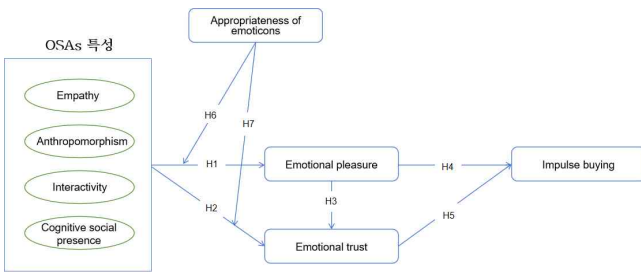 Appropriateness of
emoticons
OSAs 특성
Empathy
Anthropomorphism
Interactivity
Cognitive social
presence
H6
H7
H1
H2
Emotional pleasure
H3
Emotional trust
H4
H5
Impulse buying